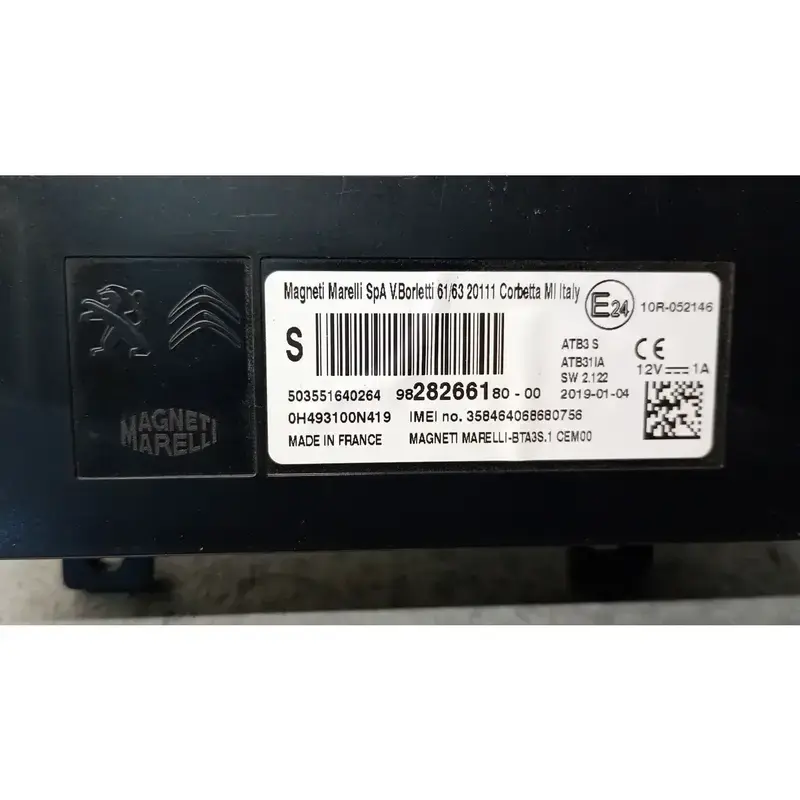 MAGNETI
MARELLI
Magneti Marelli SpA V.Borletti 61/63 20111 Corbetta MI Italy
E24
10R-052146
S
ATB3 S
ATB31IA
SW 2.122
CE
12V 1A
503551640264
9828266180-00
2019-01-04
0H493100N419
IMEI no. 358464068680756
MADE IN FRANCE
MAGNETI MARELLI-BTA3S.1 CEM00